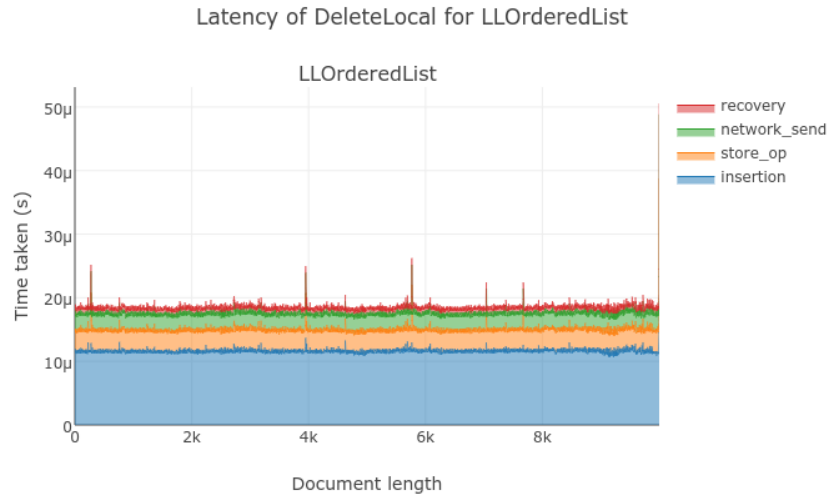 Latency of DeleteLocal for LLOrderedList
LLOrderedList
50μ
40μ
30μ
20μ
10μ
0
Time taken (s)
0 2k 4k 6k 8k
Document length
recovery
network_send
store_op
insertion